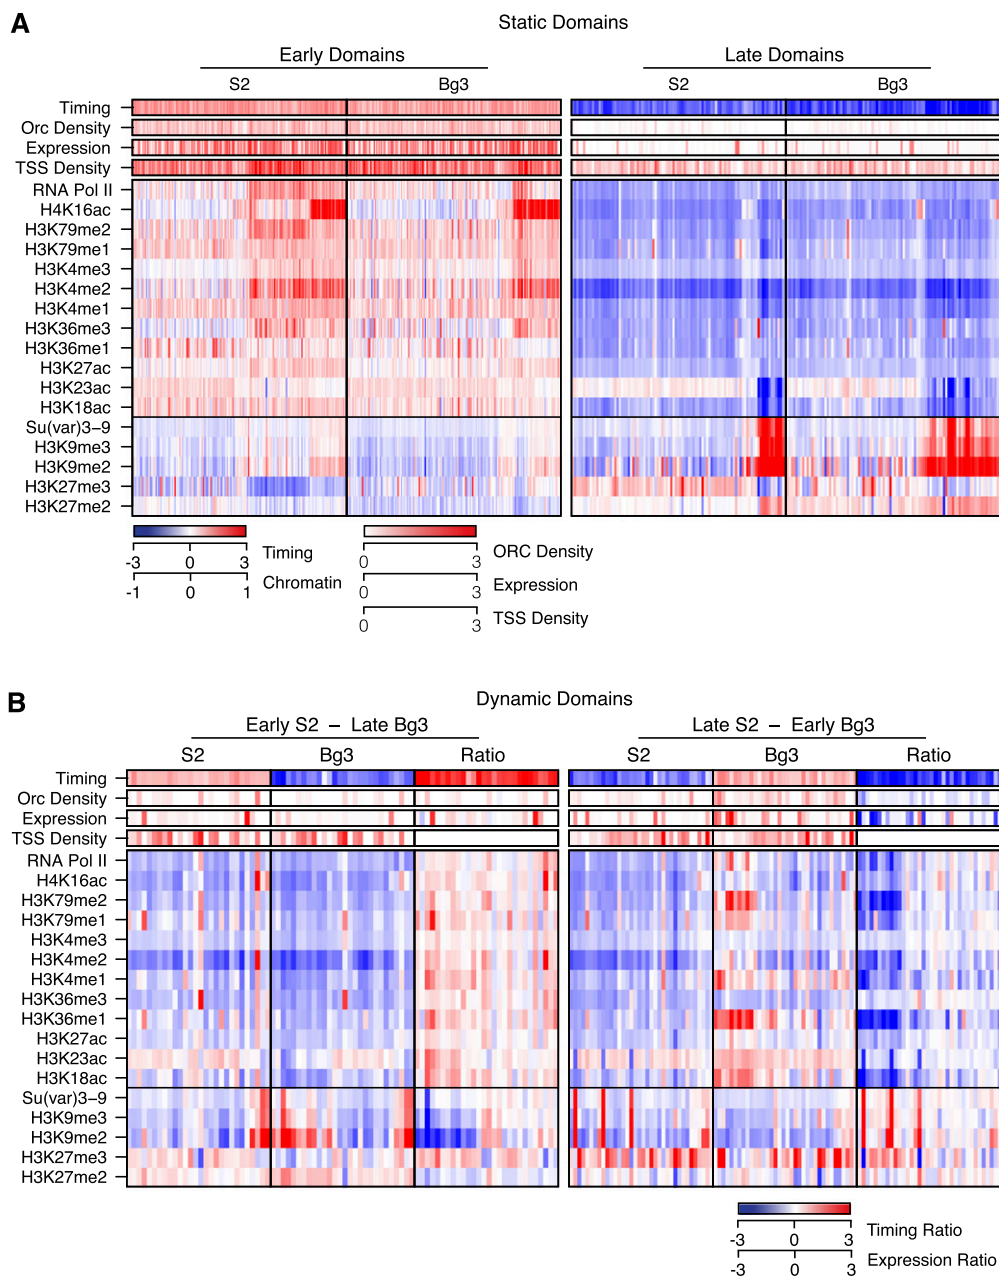 A
Static Domains
Early Domains
Late Domains
S2
Bg3
S2
Bg3
Timing
Orc Density
Expression
TSS Density
RNA Pol II
H4K16ac
H3K79me2
H3K79me1
H3K4me3
H3K4me2
H3K4me1
H3K36me3
H3K36me1
H3K27ac
H3K23ac
H3K18ac
Su(var)3–9
H3K9me3
H3K9me2
H3K27me3
H3K27me2
-3 0 3 Timing
-1 0 1 Chromatin
0 3 ORC Density
0 3 Expression
0 3 TSS Density
B
Dynamic Domains
Early S2 – Late Bg3
Late S2 – Early Bg3
S2
Bg3
Ratio
S2
Bg3
Ratio
Timing
Orc Density
Expression
TSS Density
RNA Pol II
H4K16ac
H3K79me2
H3K79me1
H3K4me3
H3K4me2
H3K4me1
H3K36me3
H3K36me1
H3K27ac
H3K23ac
H3K18ac
Su(var)3–9
H3K9me3
H3K9me2
H3K27me3
H3K27me2
-3 0 3 Timing Ratio
-3 0 3 Expression Ratio